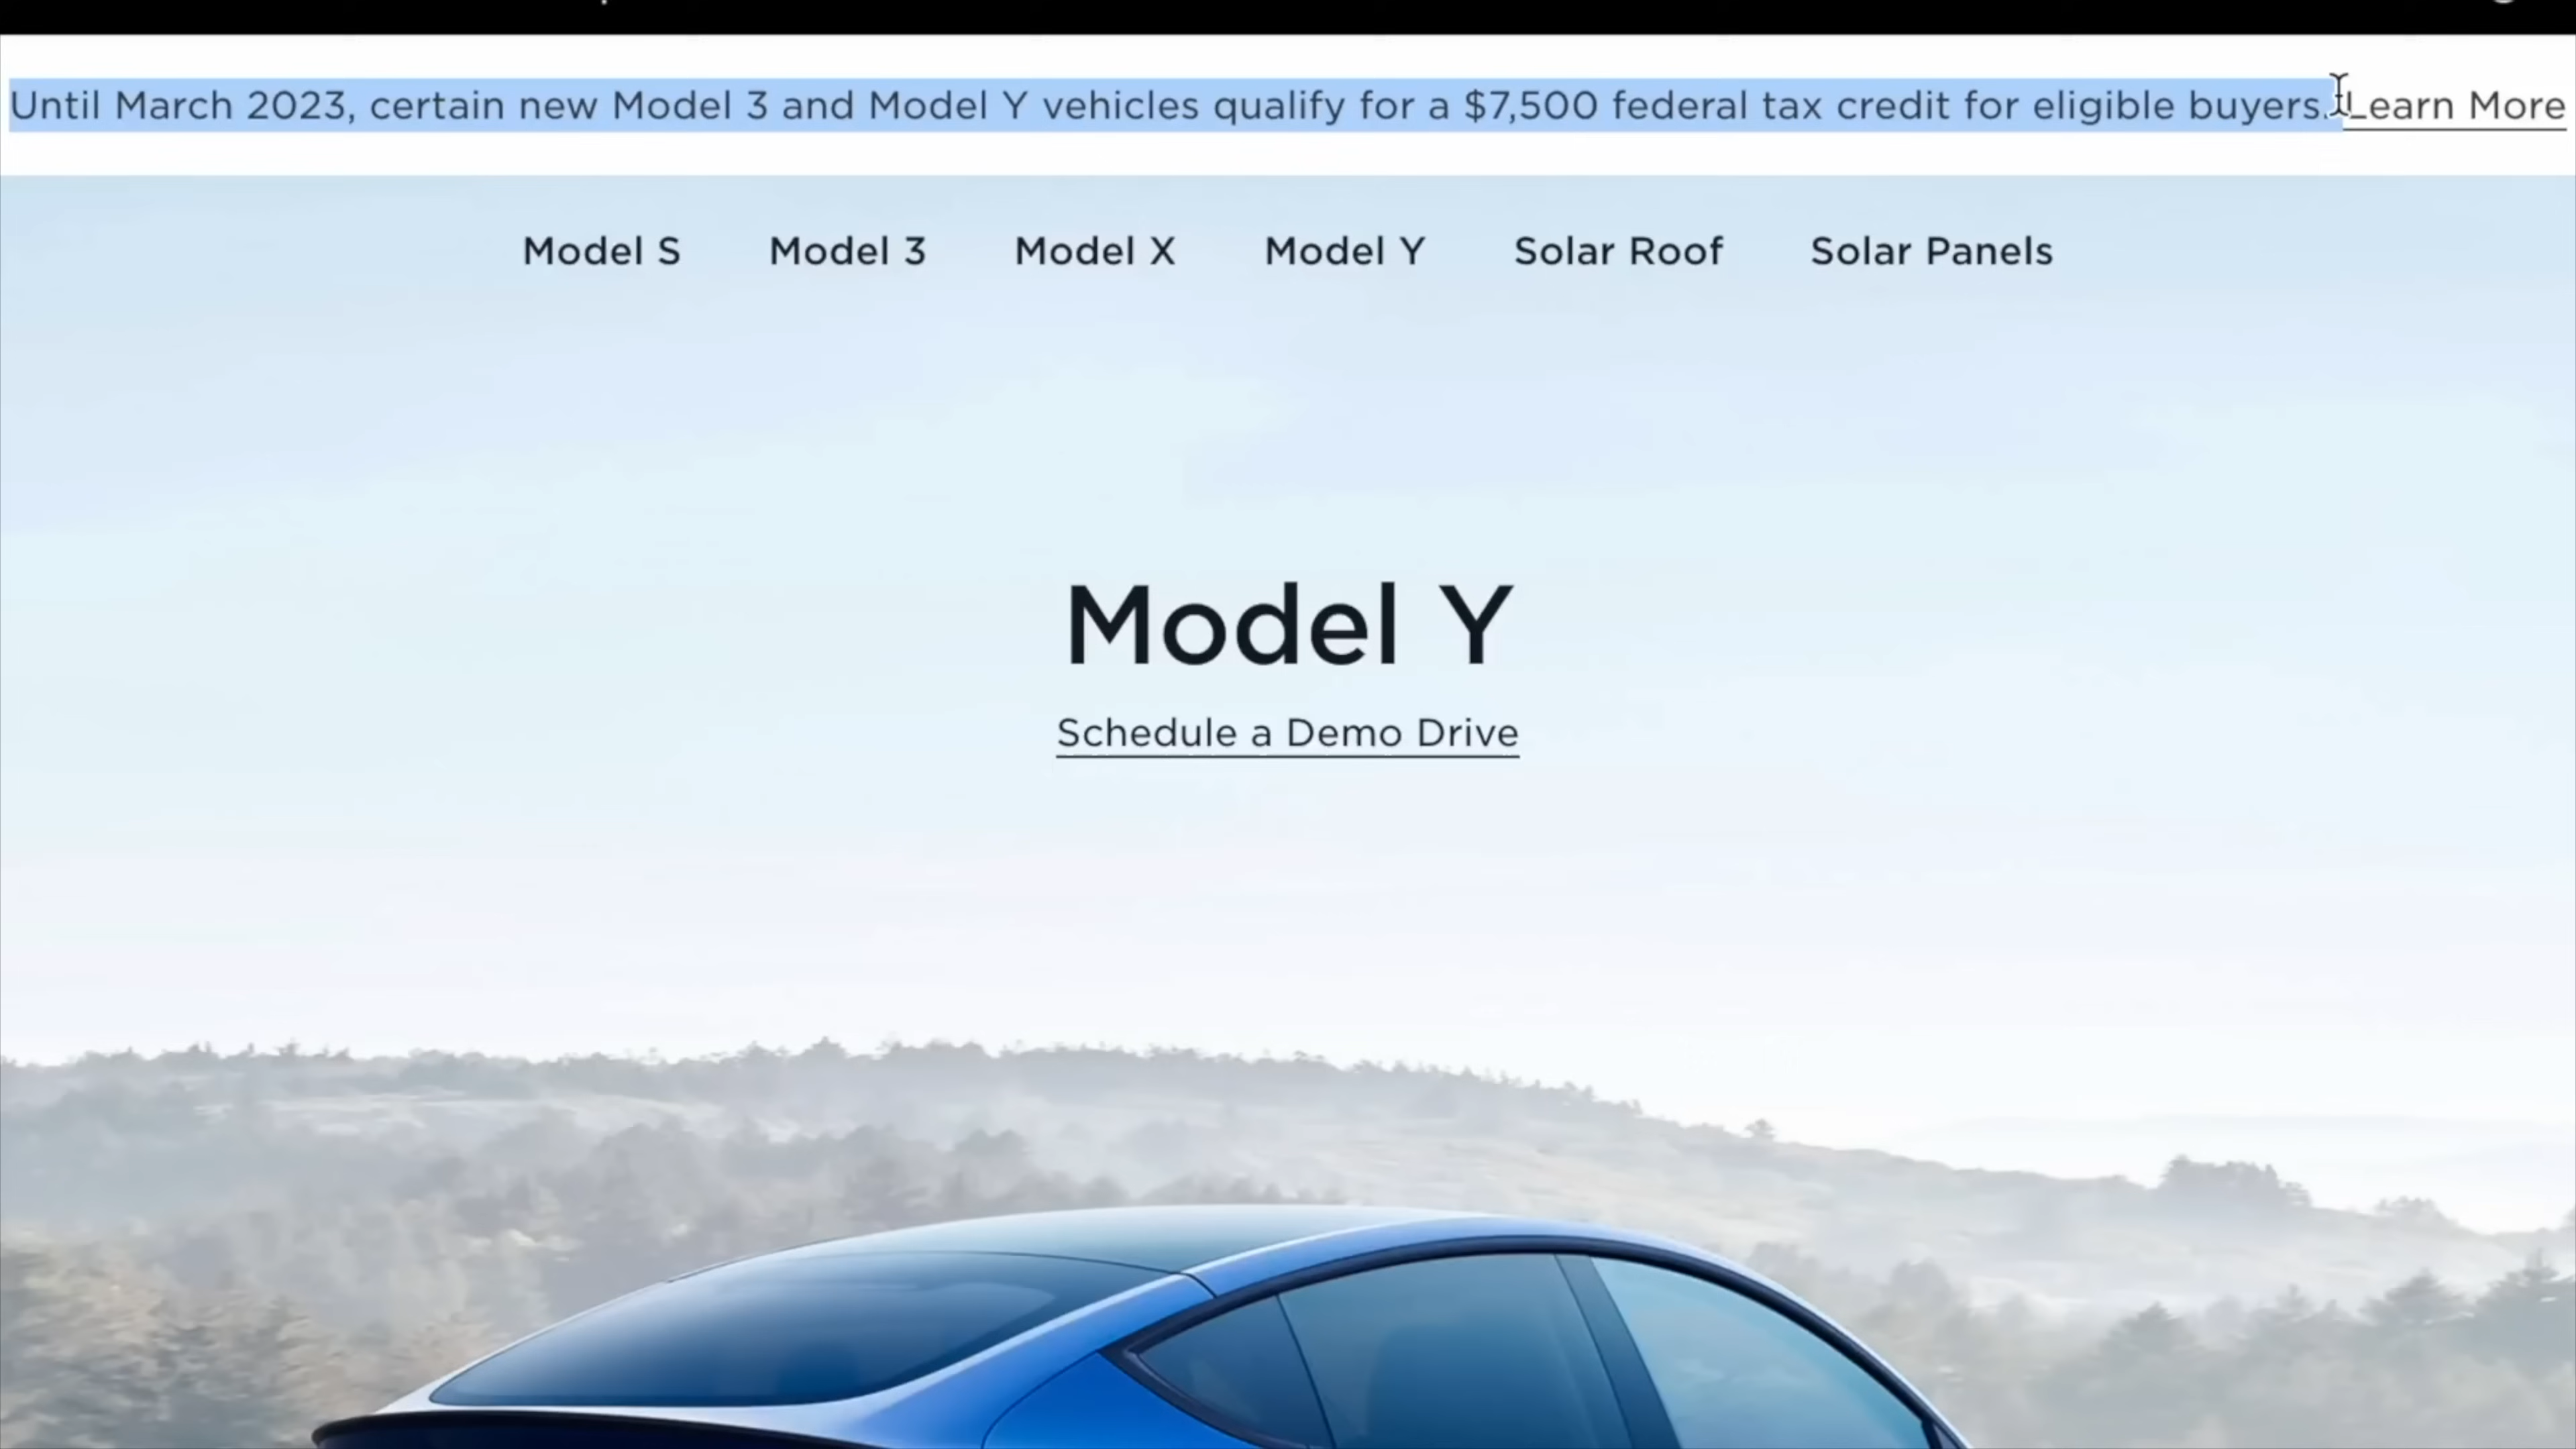 Until March 2023, certain new Model 3 and Model Y vehicles qualify for a $7,500 federal tax credit for eligible buyers. Learn More
Model S Model 3 Model X Model Y Solar Roof Solar Panels
Model Y
Schedule a Demo Drive